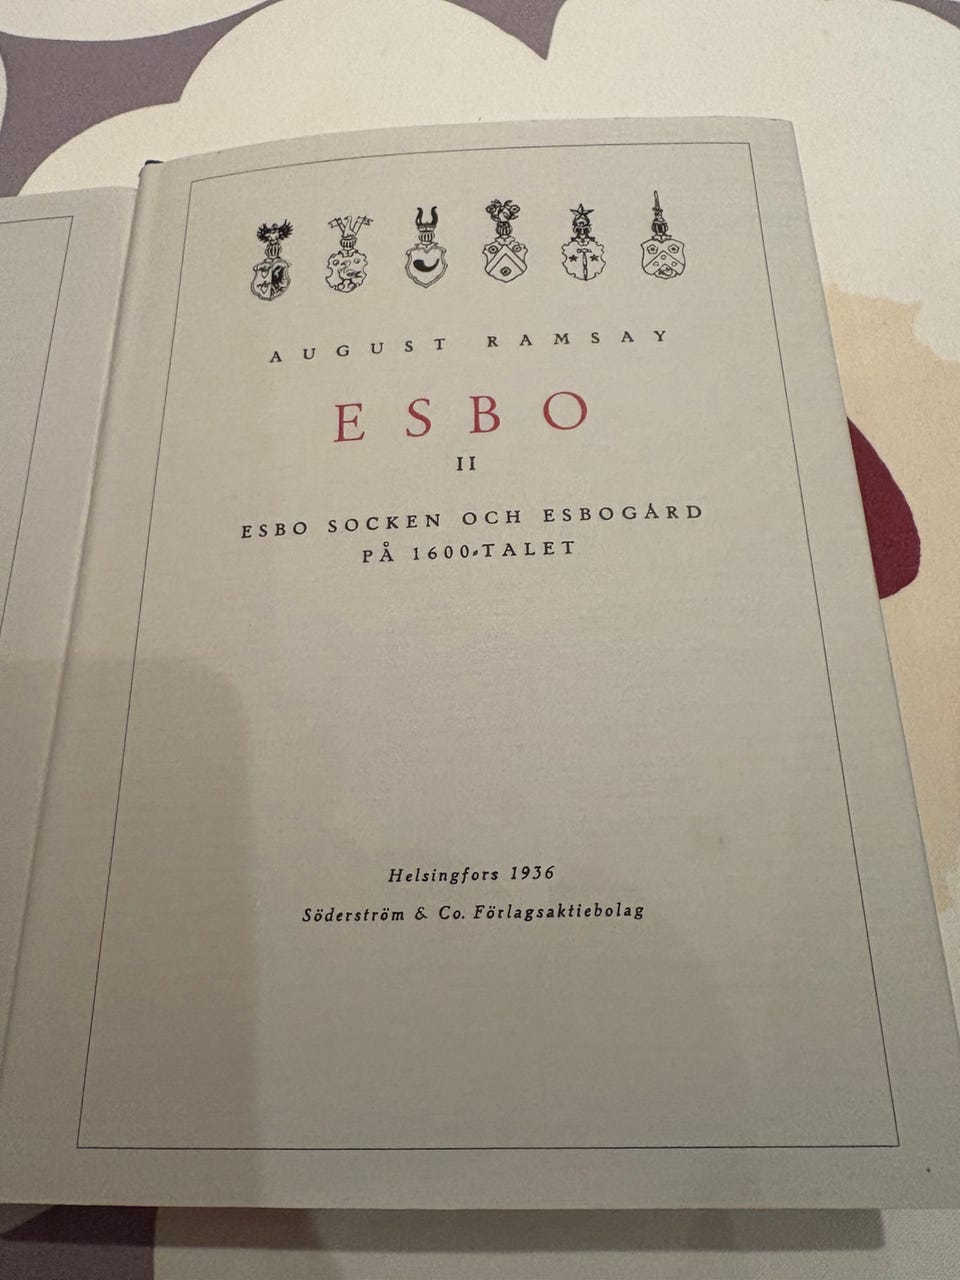 AUGUST RAMSAY
ESBO
II
ESBO SOCKEN OCH ESBOGÅRD
PÅ 1600-TALET
Helsingfors 1936
Söderström & Co. Förlagsaktiebolag